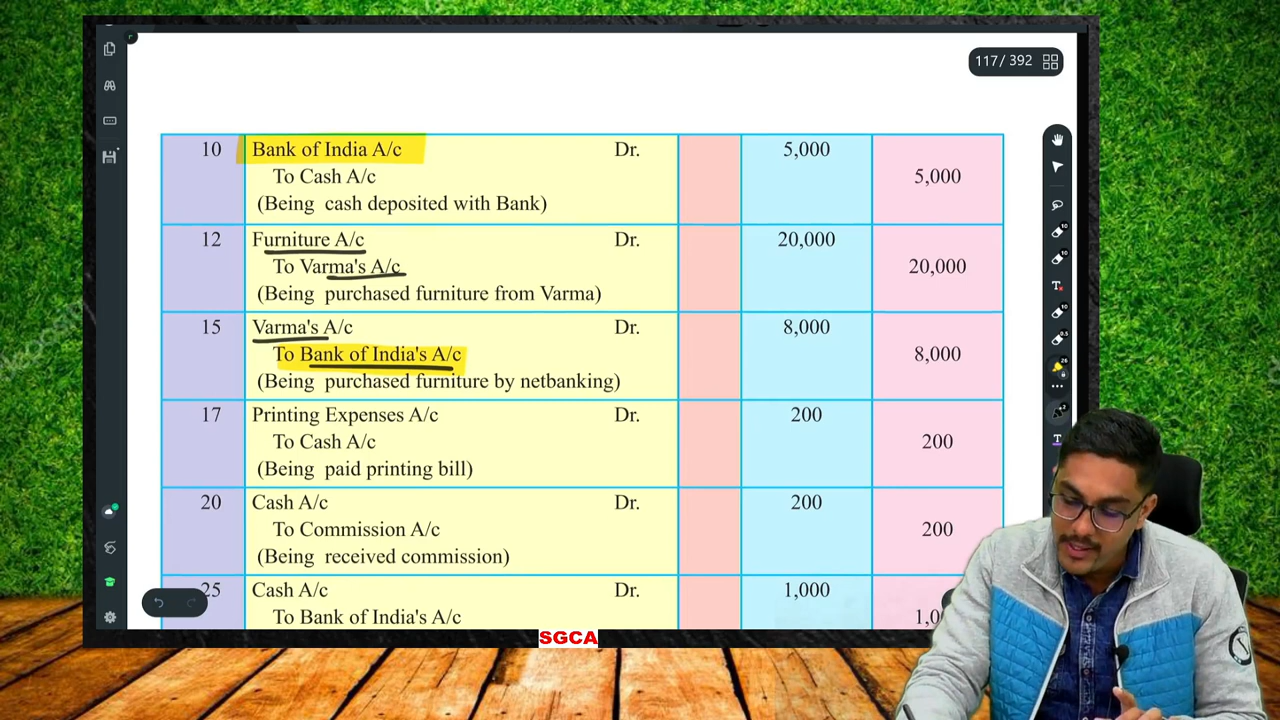 117/ 392
10 Bank of India A/c Dr. 5,000
To Cash A/c 5,000
(Being cash deposited with Bank)
12 Furniture A/c Dr. 20,000
To Varma's A/c 20,000
(Being purchased furniture from Varma)
15 Varma's A/c Dr. 8,000
To Bank of India's A/c 8,000
(Being purchased furniture by netbanking)
17 Printing Expenses A/c Dr. 200
To Cash A/c 200
(Being paid printing bill)
20 Cash A/c Dr. 200
To Commission A/c 200
(Being received commission)
25 Cash A/c Dr. 1,000
To Bank of India's A/c
SGCA